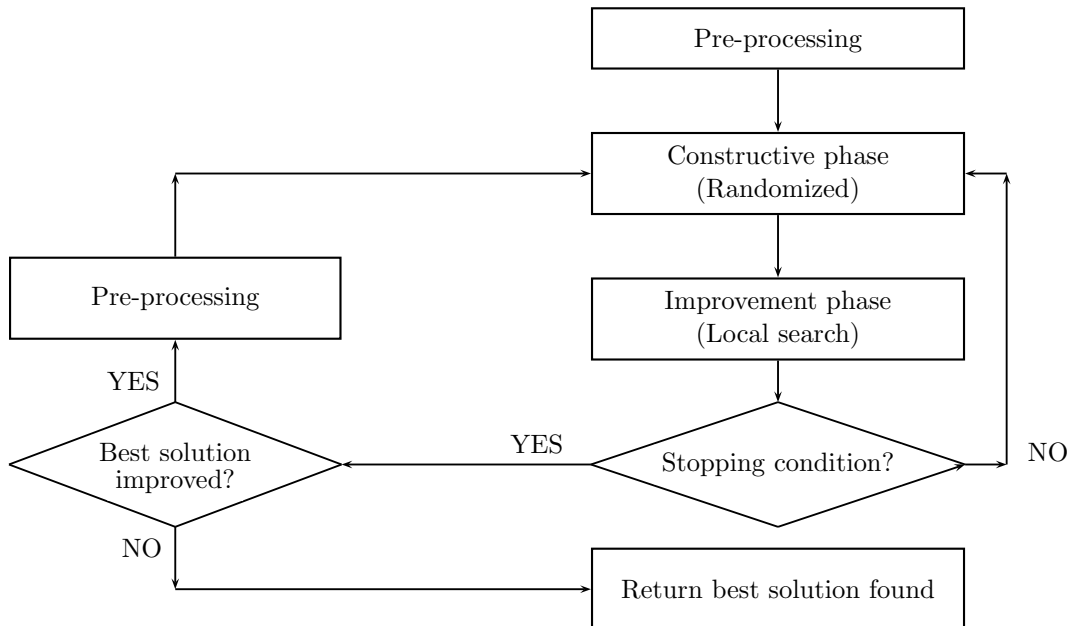 Pre-processing
Constructive phase
(Randomized)
Pre-processing
Improvement phase
(Local search)
YES
YES
Best solution
improved?
Stopping condition?
NO
NO
Return best solution found